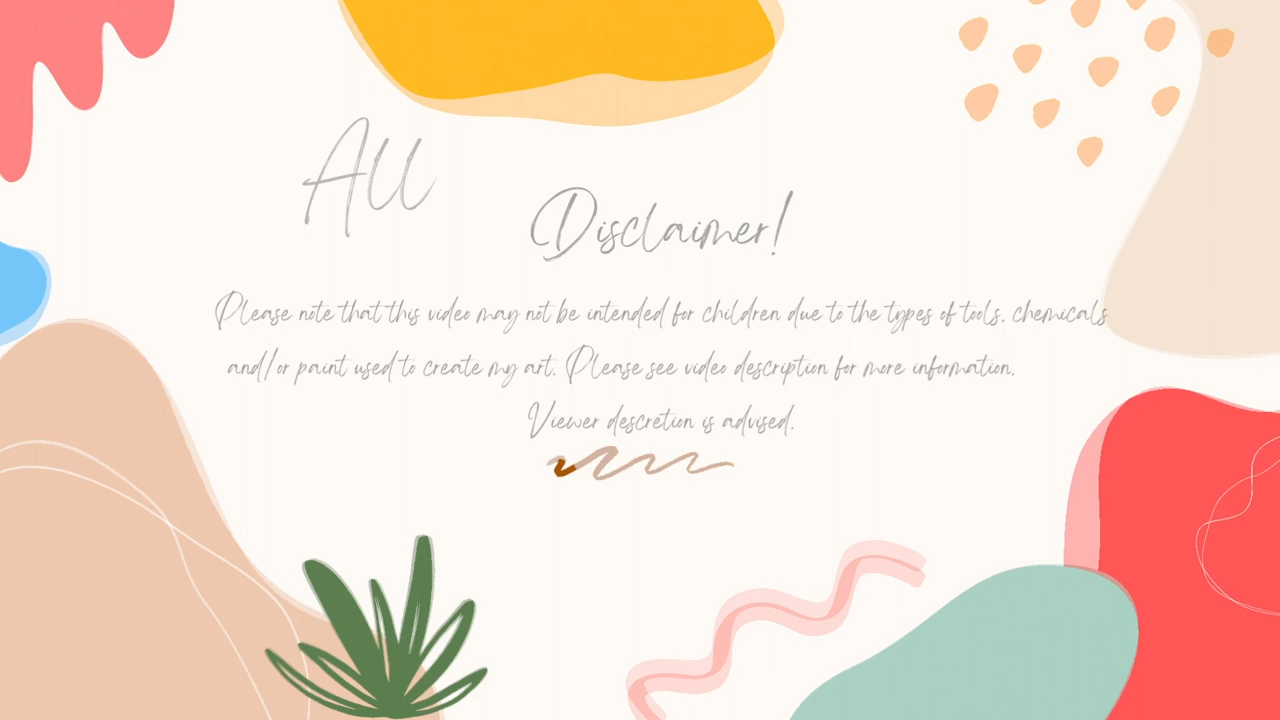 All
Disclaimer!
Please note that this video may not be intended for children due to the types of tools, chemicals
and/or paint used to create my art. Please see video description for more information.
Viewer descretion is advised.